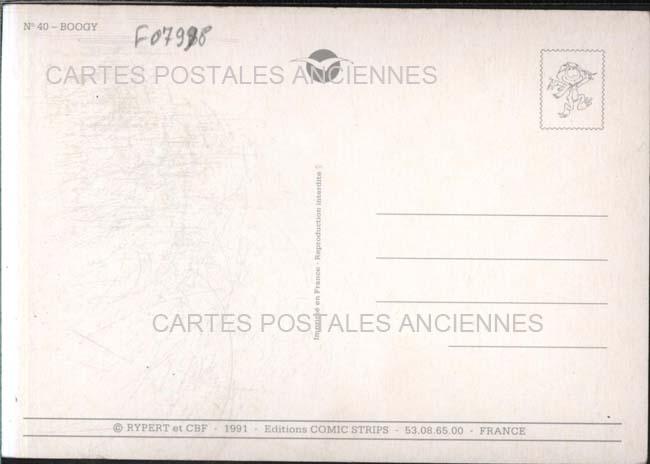 N° 40 – BOOGY
F07998
CARTES POSTALES ANCIENNES
Imprimé en France - Reproduction interdite
CARTES POSTALES ANCIENNES
© RYPERT et CBF - 1991 - Editions COMIC STRIPS - 53.08.65.00 - FRANCE